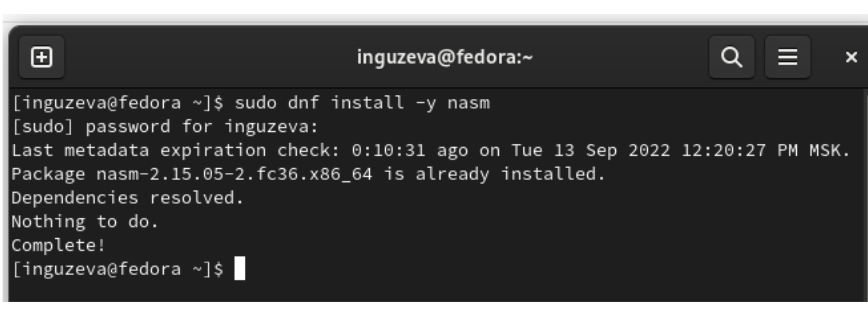 inguzeva@fedora:~
[inguzeva@fedora ~]$ sudo dnf install -y nasm
[sudo] password for inguzeva:
Last metadata expiration check: 0:10:31 ago on Tue 13 Sep 2022 12:20:27 PM MSK.
Package nasm-2.15.05-2.fc36.x86_64 is already installed.
Dependencies resolved.
Nothing to do.
Complete!
[inguzeva@fedora ~]$